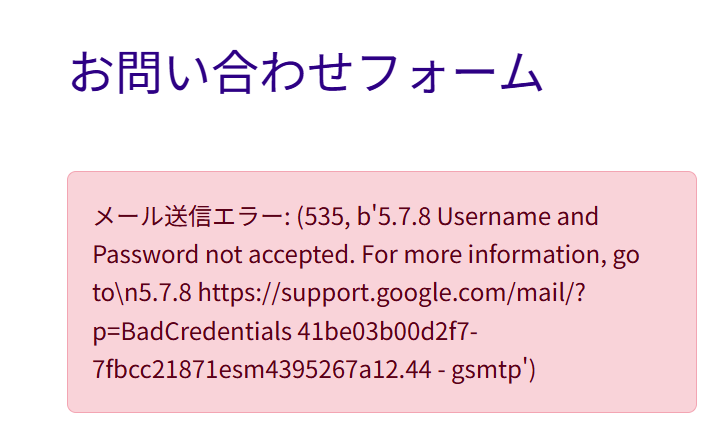 お問い合わせフォーム
メール送信エラー: (535, b'5.7.8 Username and
Password not accepted. For more information, go
to\n5.7.8 https://support.google.com/mail/?
p=BadCredentials 41be03b00d2f7-
7fbcc21871esm4395267a12.44 - gsmtp')